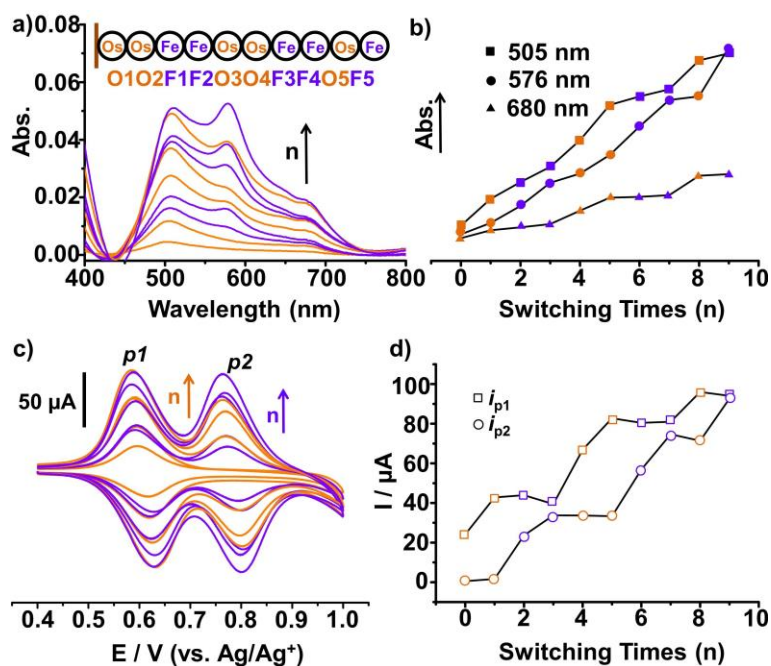 a)
Os Os Fe Fe Os Os Fe Fe Os Fe
O1O2F1F2O3O4F3F4O5F5
0.08
0.06
0.04
0.02
0.00
Abs.
n
400 500 600 700 800
Wavelength (nm)
b)
505 nm
576 nm
680 nm
Abs.
0 2 4 6 8 10
Switching Times (n)
c)
p1 p2
50 µA
n n
0.4 0.5 0.6 0.7 0.8 0.9 1.0
E / V (vs. Ag/Ag⁺)
d)
100
80
60
40
20
0
I / µA
ip1
ip2
0 2 4 6 8 10
Switching Times (n)